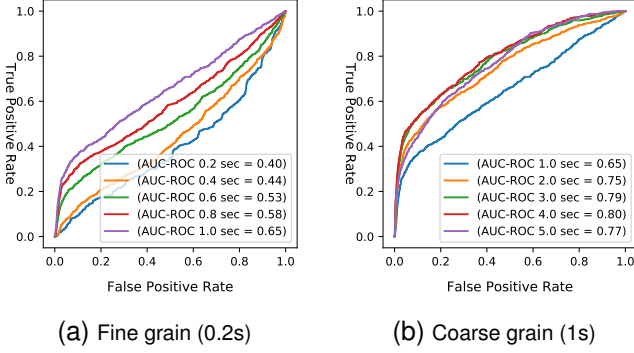 1.0
0.8
0.6
0.4
0.2
0.0
True Positive Rate
(AUC-ROC 0.2 sec = 0.40)
(AUC-ROC 0.4 sec = 0.44)
(AUC-ROC 0.6 sec = 0.53)
(AUC-ROC 0.8 sec = 0.58)
(AUC-ROC 1.0 sec = 0.65)
0.0 0.2 0.4 0.6 0.8 1.0
False Positive Rate
(a) Fine grain (0.2s)
1.0
0.8
0.6
0.4
0.2
0.0
True Positive Rate
(AUC-ROC 1.0 sec = 0.65)
(AUC-ROC 2.0 sec = 0.75)
(AUC-ROC 3.0 sec = 0.79)
(AUC-ROC 4.0 sec = 0.80)
(AUC-ROC 5.0 sec = 0.77)
0.0 0.2 0.4 0.6 0.8 1.0
False Positive Rate
(b) Coarse grain (1s)